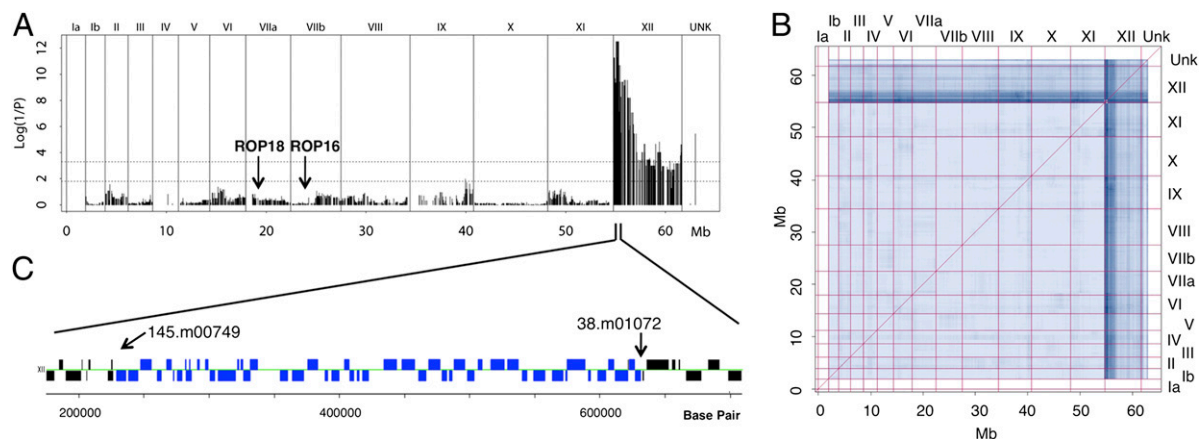 A
Ia Ib II III IV V VI VIIa VIIb VIII IX X XI XII UNK
Log(1/P)
12
10
8
6
4
2
0
ROP18 ROP16
0 10 20 30 40 50 60 Mb
C
145.m00749
38.m01072
XII
200000 400000 600000 Base Pair
B
Ib III V VIIa
Ia II IV VI VIIb VIII IX X XI XII Unk
Mb
60
50
40
30
20
10
0
Unk
XII
XI
X
IX
VIII
VIIb
VIIa
VI
V
IV
III
II
Ib
Ia
0 10 20 30 40 50 60
Mb